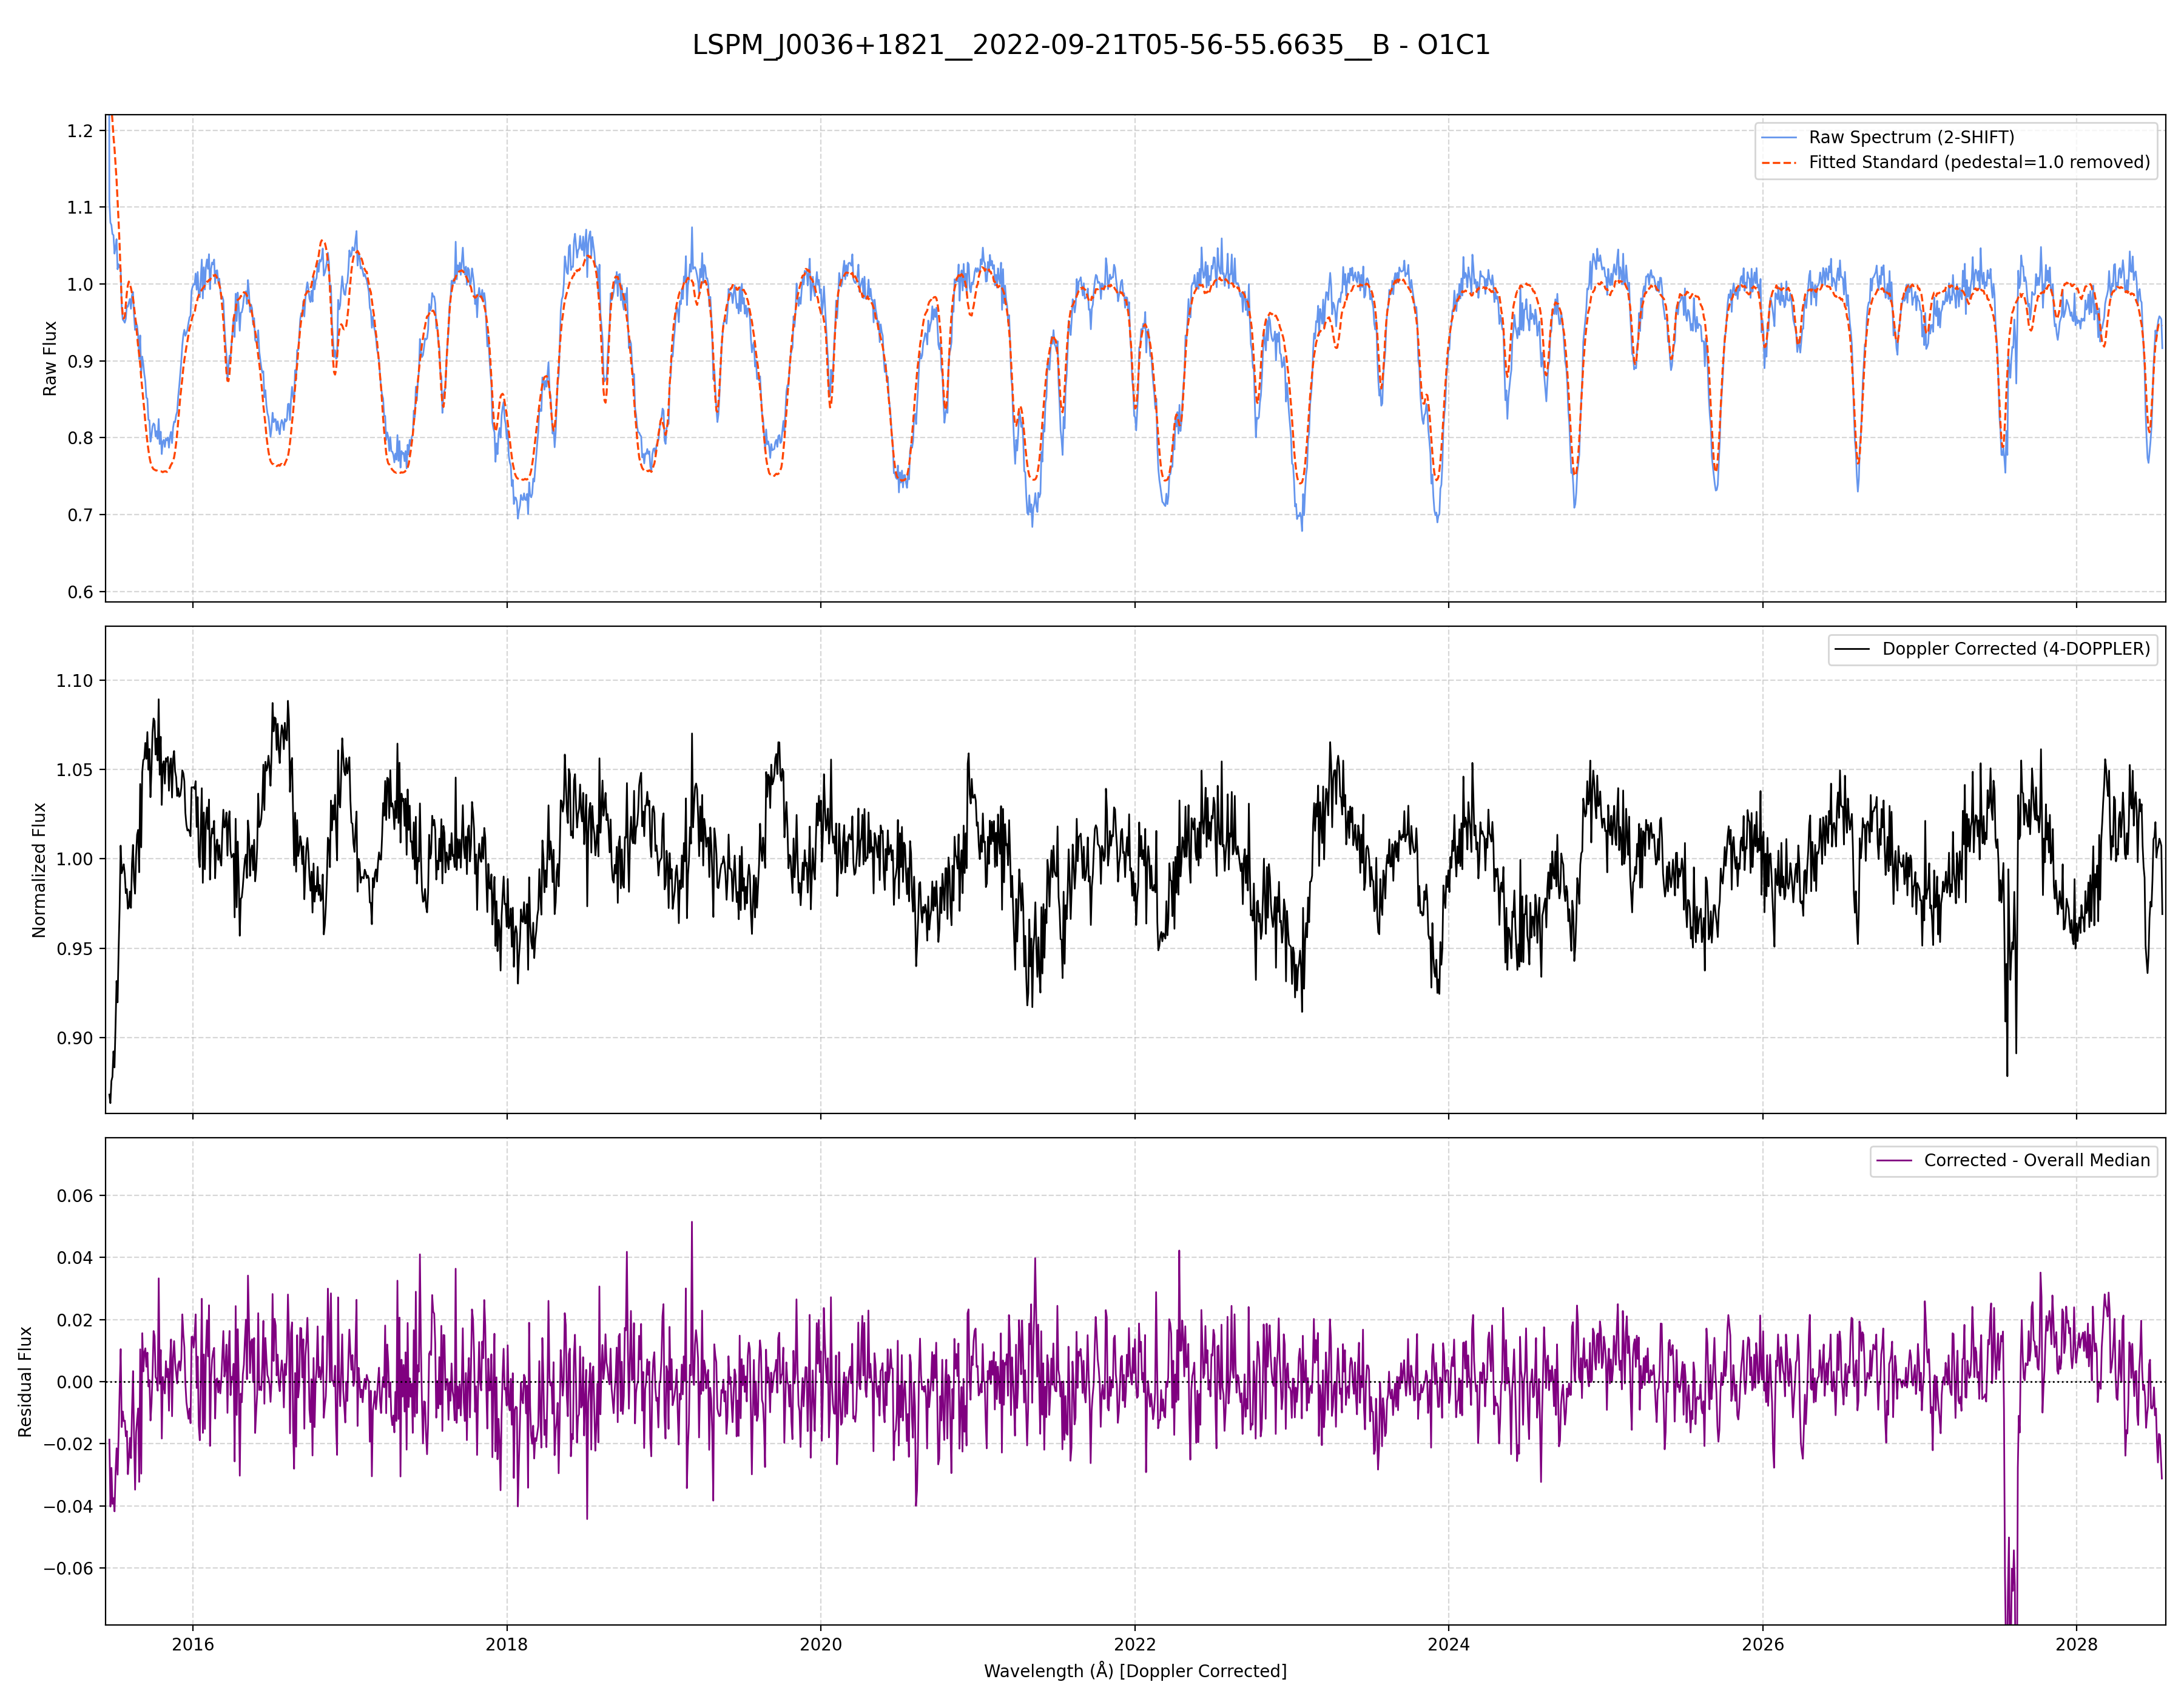 LSPM_J0036+1821__2022-09-21T05-56-55.6635__B - O1C1
Raw Flux
1.2
1.1
1.0
0.9
0.8
0.7
0.6
Raw Spectrum (2-SHIFT)
Fitted Standard (pedestal=1.0 removed)
Normalized Flux
1.10
1.05
1.00
0.95
0.90
Doppler Corrected (4-DOPPLER)
Residual Flux
0.06
0.04
0.02
0.00
−0.02
−0.04
−0.06
Corrected - Overall Median
2016 2018 2020 2022 2024 2026 2028
Wavelength (Å) [Doppler Corrected]